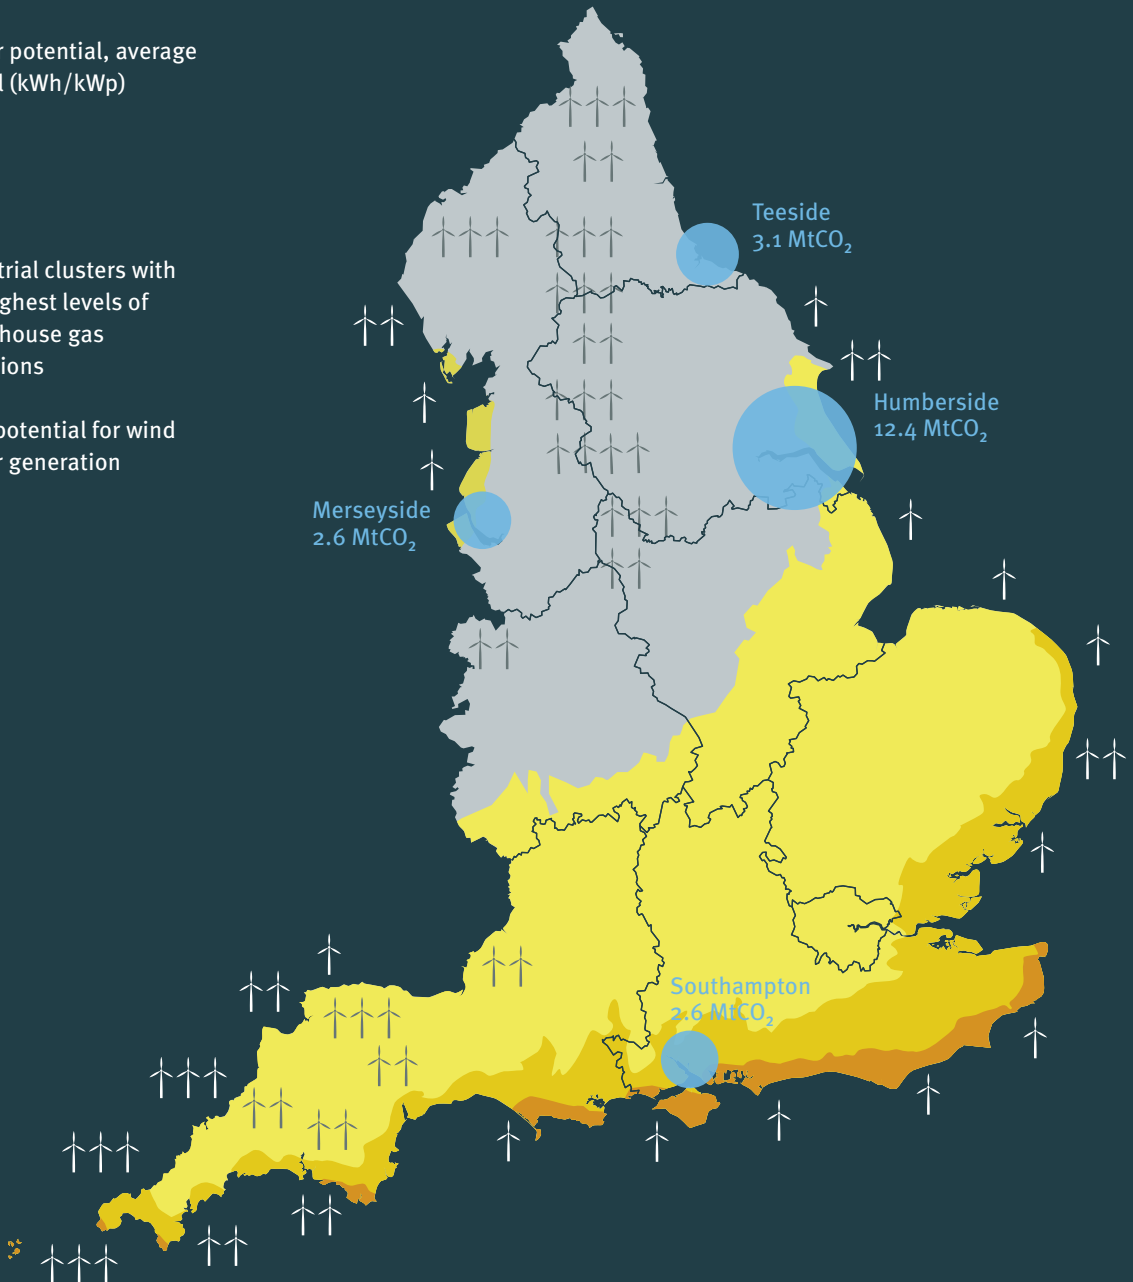 r potential, average
l (kWh/kWp)
trial clusters with
ghest levels of
house gas
ions
potential for wind
r generation
Teeside
3.1 MtCO₂
Humberside
12.4 MtCO₂
Merseyside
2.6 MtCO₂
Southampton
2.6 MtCO₂